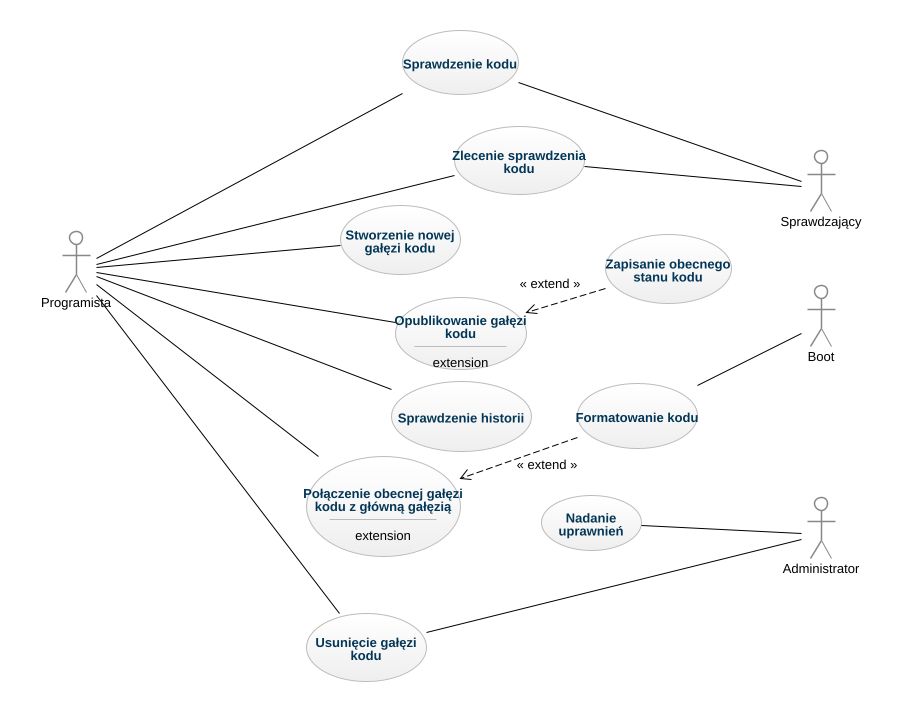 Sprawdzenie kodu
Zlecenie sprawdzenia
kodu
Sprawdzający
Stworzenie nowej
gałęzi kodu
Zapisanie obecnego
stanu kodu
« extend »
Programista
Opublikowanie gałęzi
kodu
extension
Boot
Sprawdzenie historii
Formatowanie kodu
« extend »
Połączenie obecnej gałęzi
kodu z główną gałęzią
extension
Nadanie
uprawnień
Administrator
Usunięcie gałęzi
kodu